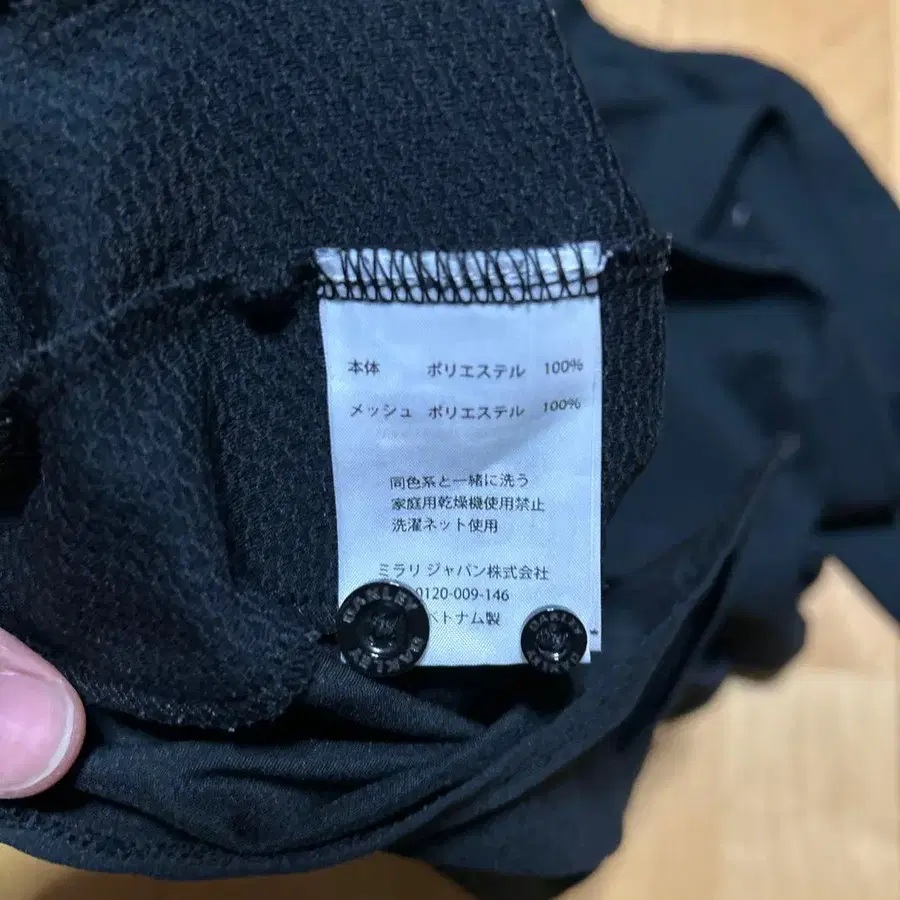 本体 ポリエステル 100%
メッシュ ポリエステル 100%
同色系と一緒に洗う
家庭用乾燥機使用禁止
洗濯ネット使用
ミラリ ジャパン株式会社
0120-009-146
ベトナム製
OAKLEY
OAKLEY
OAKLEY
OAKLEY